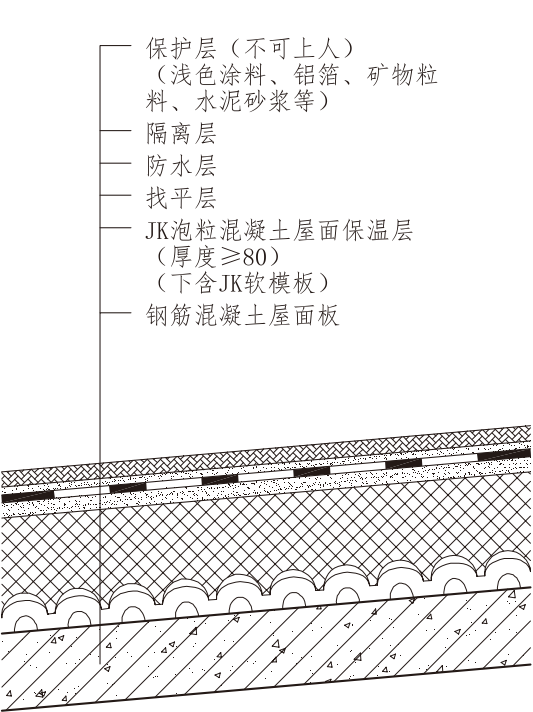 保护层（不可上人）
（浅色涂料、铝箔、矿物粒
料、水泥砂浆等）
隔离层
防水层
找平层
JK泡粒混凝土屋面保温层
（厚度≥80）
（下含JK软模板）
钢筋混凝土屋面板